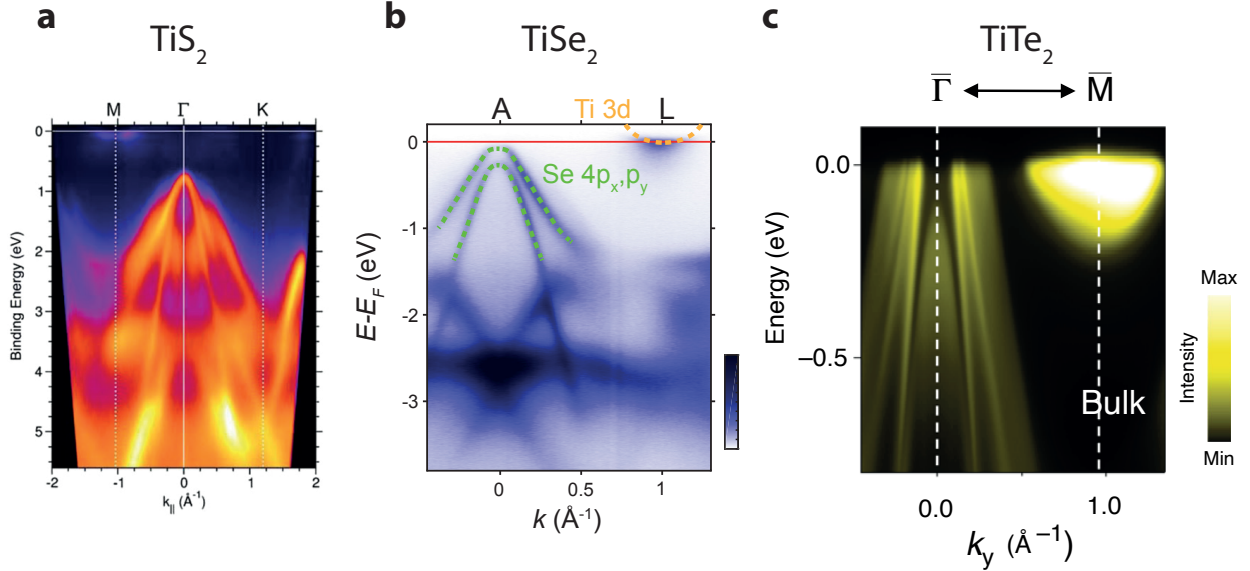 a
TiS2
M Γ K
0
1
2
3
4
5
Binding Energy (eV)
-2 -1 0 1 2
k|| (Å-1)
b
TiSe2
A Ti 3d L
0
Se 4px,py
-1
-2
-3
E-EF (eV)
0 0.5 1
k (Å-1)
c
TiTe2
Γ̅ M̅
0.0
−0.5
Energy (eV)
Bulk
0.0 1.0
ky (Å−1)
Max
Intensity
Min